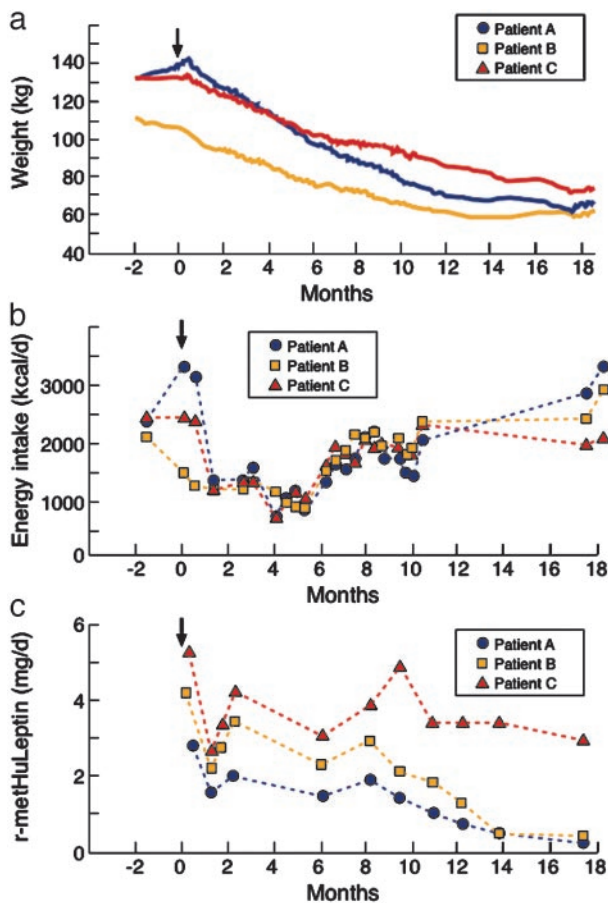 a
Patient A
Patient B
Patient C
Weight (kg)
140
120
100
80
60
40
-2 0 2 4 6 8 10 12 14 16 18
Months
b
Patient A
Patient B
Patient C
Energy intake (kcal/d)
3000
2000
1000
0
-2 0 2 4 6 8 10 12 14 16 18
Months
c
Patient A
Patient B
Patient C
r-metHuLeptin (mg/d)
6
4
2
0
-2 0 2 4 6 8 10 12 14 16 18
Months